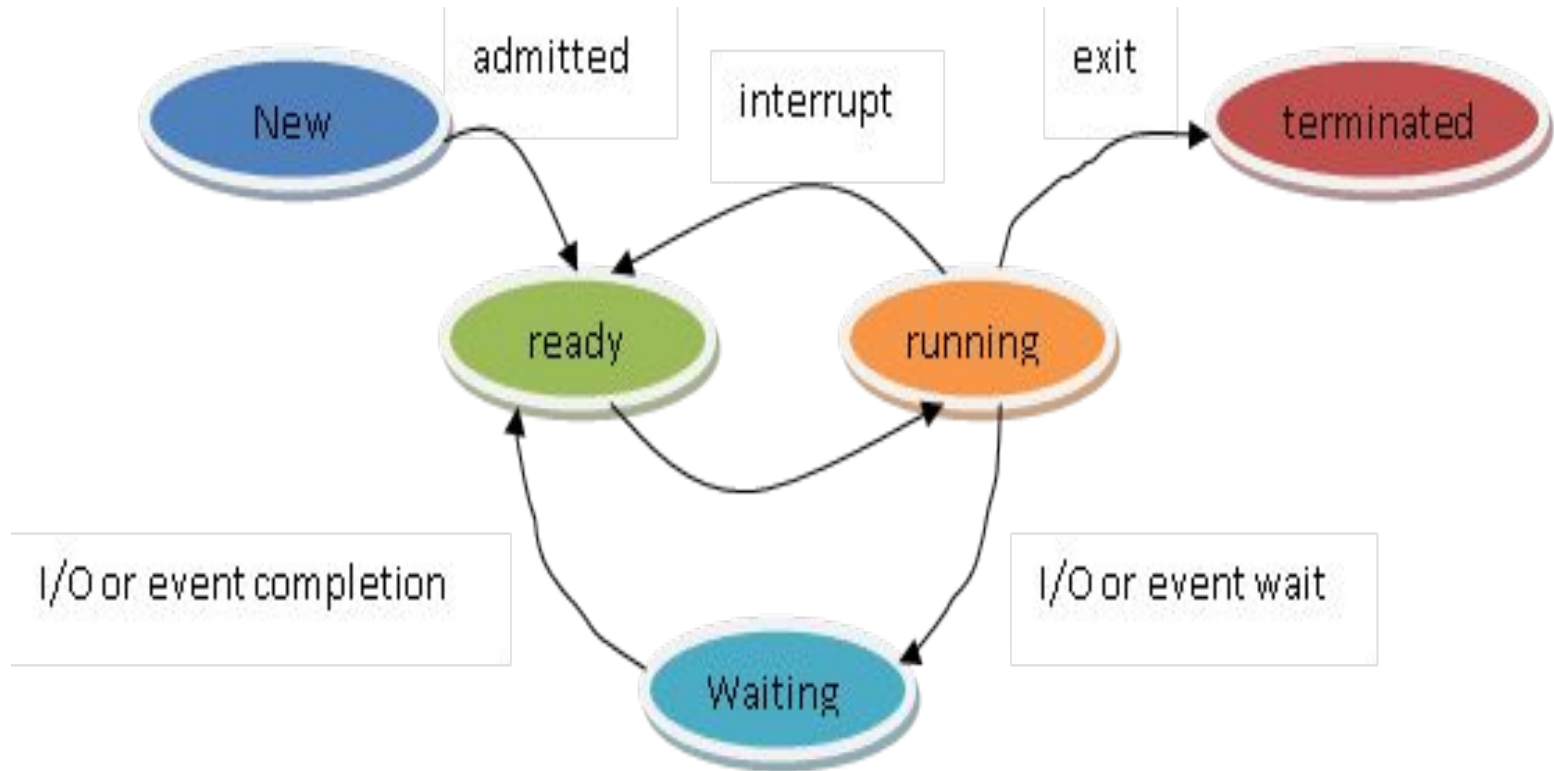 admitted
exit
New
interrupt
terminated
ready
running
I/O or event completion
I/O or event wait
Waiting